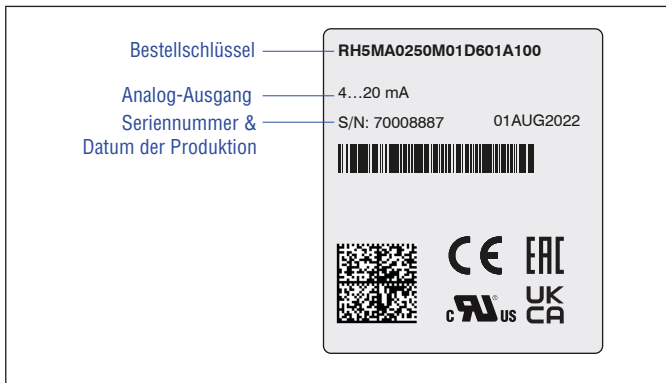 Bestellschlüssel
RH5MA0250M01D601A100
Analog-Ausgang
4…20 mA
Seriennummer &
Datum der Produktion
S/N: 70008887 01AUG2022
CE EAC
c RU® US UK
CA